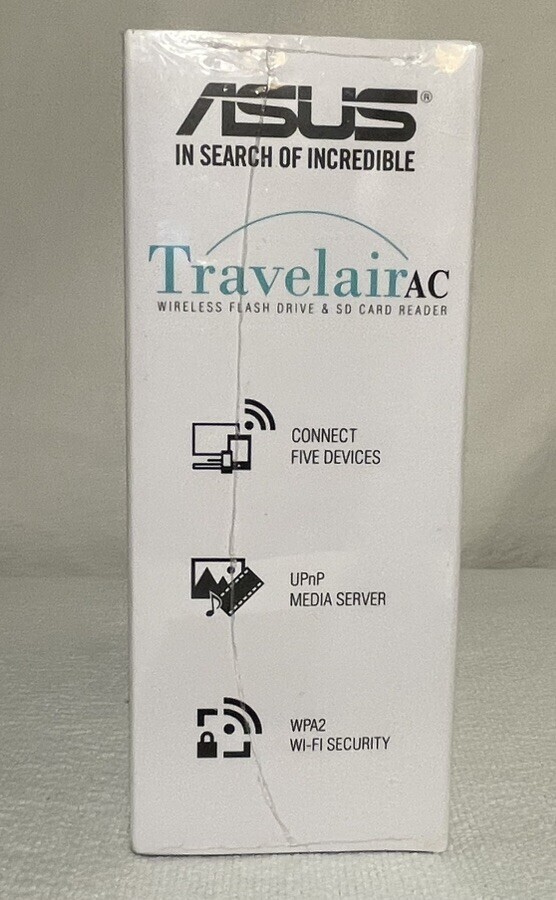 ASUS®
IN SEARCH OF INCREDIBLE
TravelairAC
WIRELESS FLASH DRIVE & SD CARD READER
CONNECT
FIVE DEVICES
UPnP
MEDIA SERVER
WPA2
WI-FI SECURITY